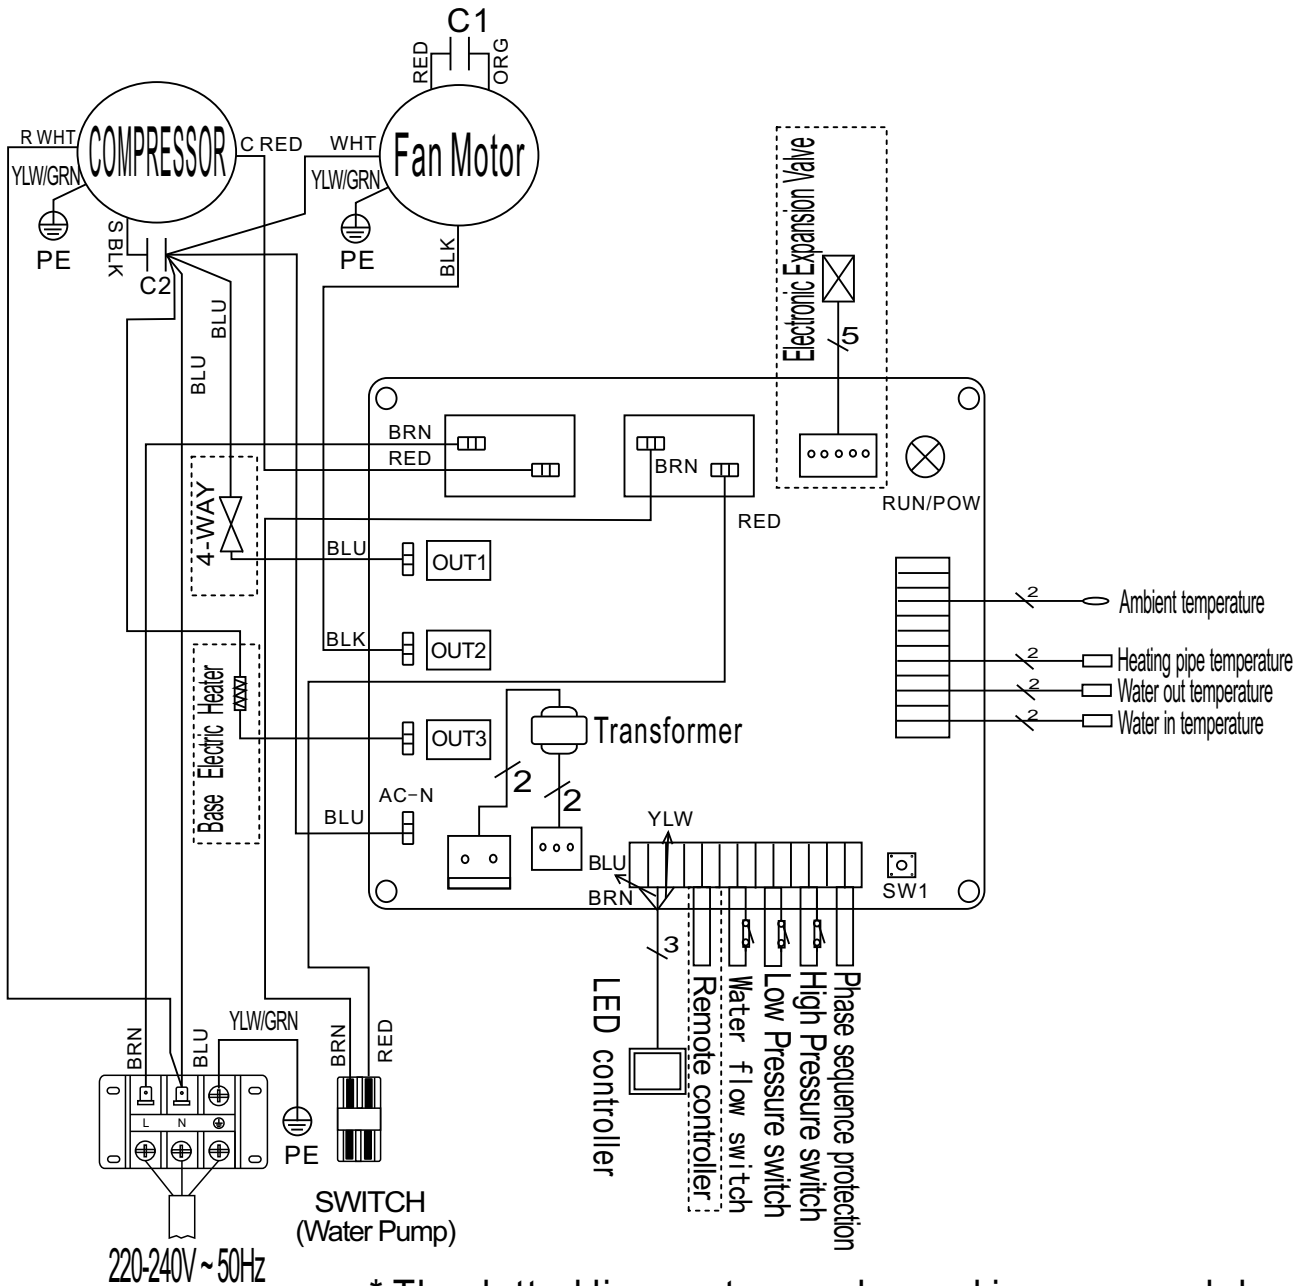 C1
RED
ORG
R WHT
COMPRESSOR
C RED
WHT
Fan Motor
YLW/GRN
YLW/GRN
PE
S BLK
C2
PE
BLK
Electronic Expansion Valve
5
BLU
BLU
BRN
RED
BRN
RED
RUN/POW
4-WAY
BLU
OUT1
2
Ambient temperature
BLK
OUT2
2
Heating pipe temperature
2
Water out temperature
2
Water in temperature
Base Electric Heater
OUT3
Transformer
2
2
AC-N
BLU
YLW
BLU
BRN
SW1
3
LED controller
Remote controller
Water flow switch
Low Pressure switch
High Pressure switch
Phase sequence protection
BRN
BLU
YLW/GRN
BRN
RED
L
N
PE
SWITCH
(Water Pump)
220-240V ~ 50Hz